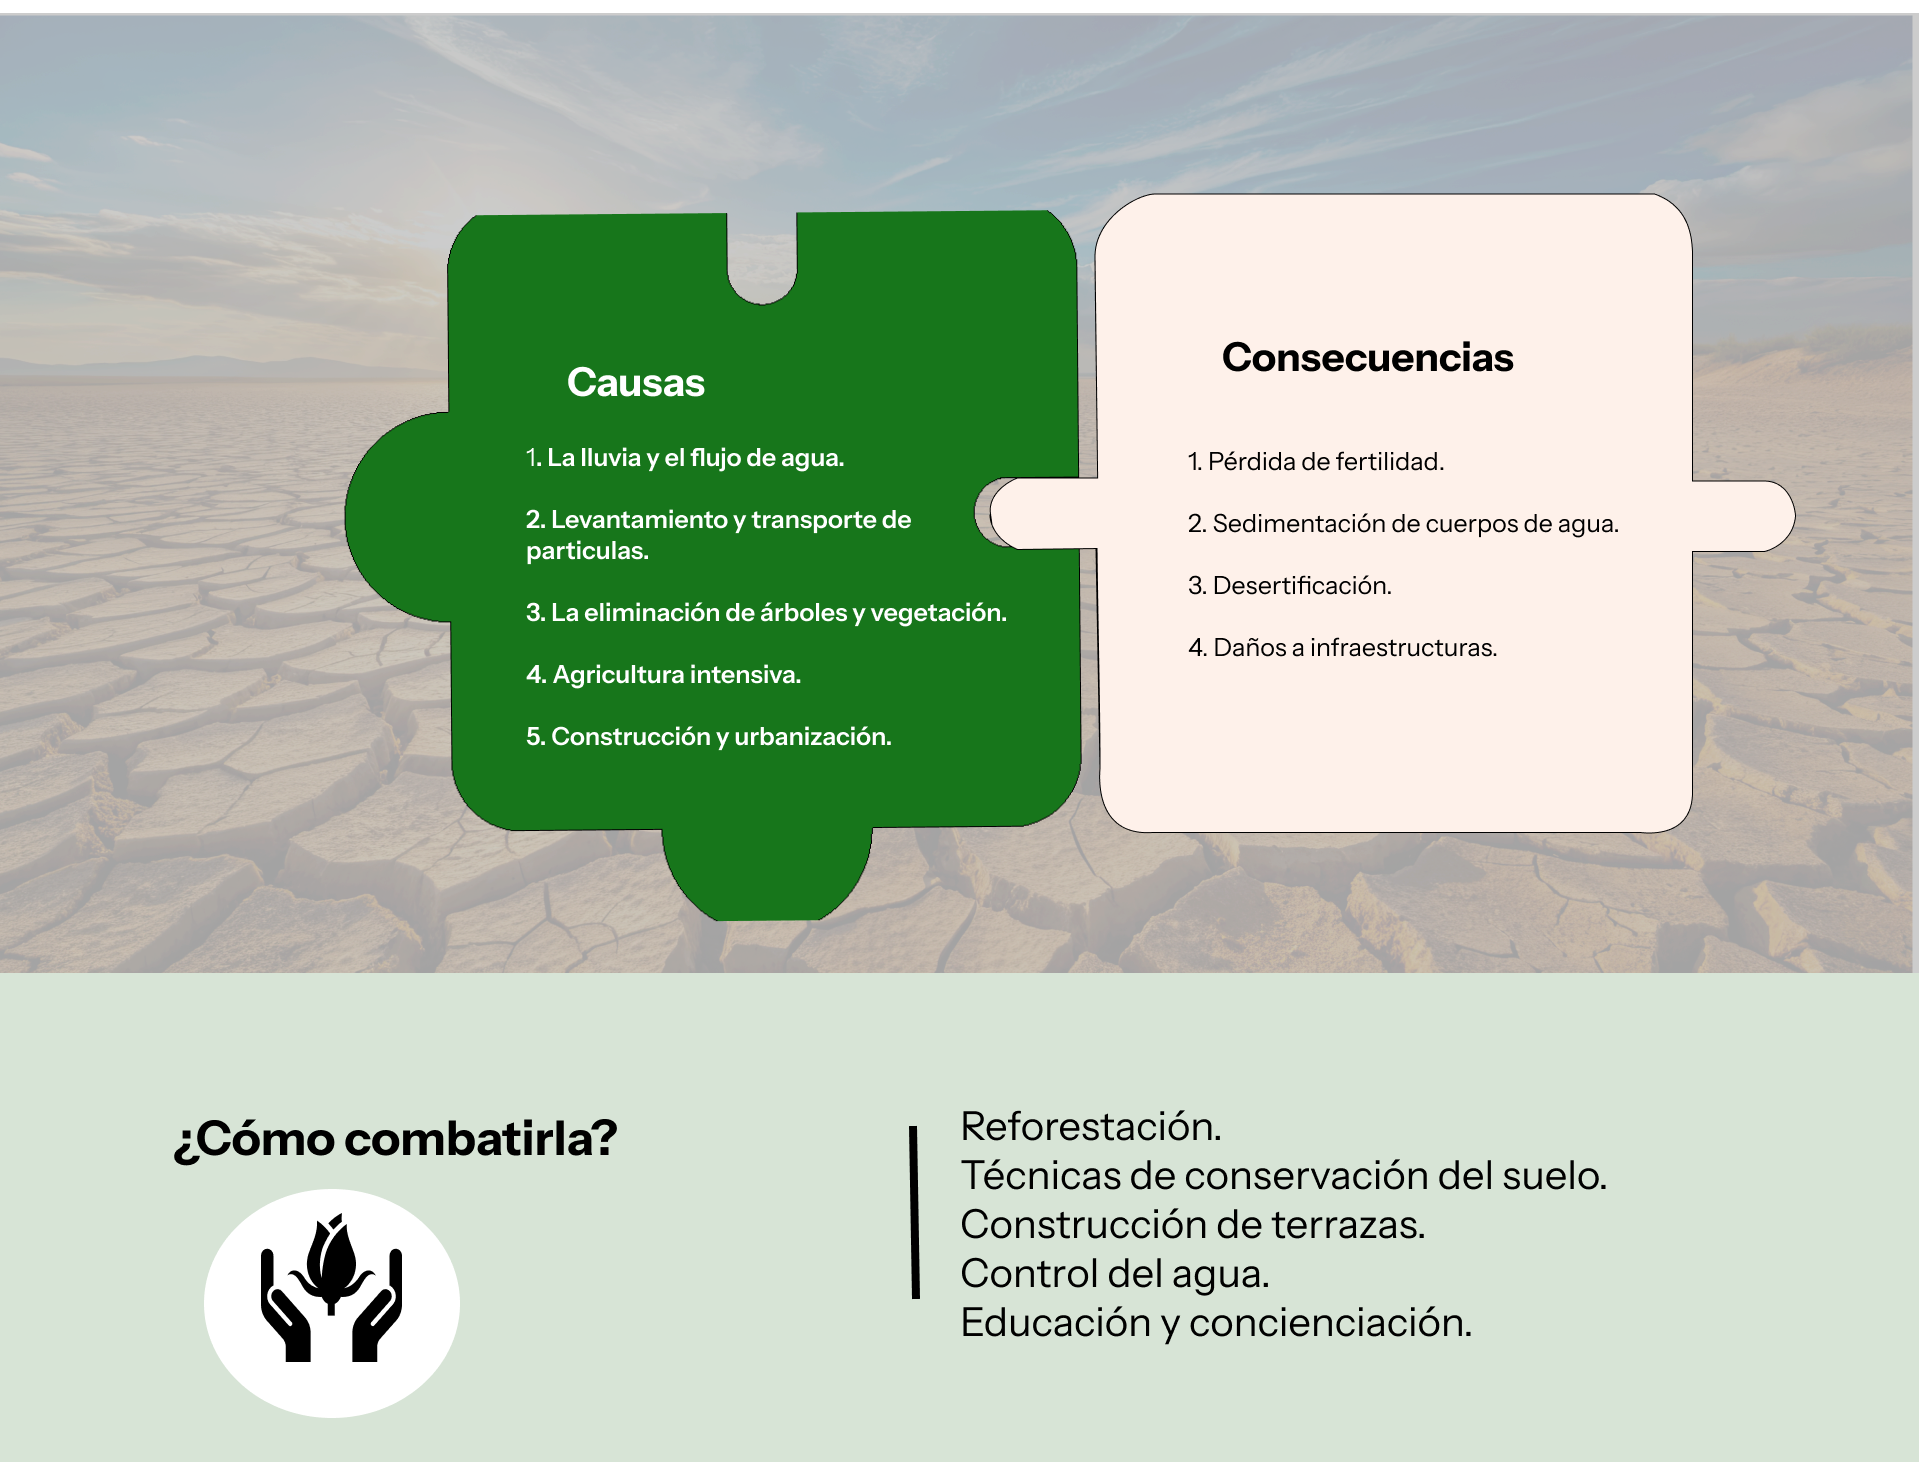 Causas
1. La lluvia y el flujo de agua.
2. Levantamiento y transporte de
particulas.
3. La eliminación de árboles y vegetación.
4. Agricultura intensiva.
5. Construcción y urbanización.
Consecuencias
1. Pérdida de fertilidad.
2. Sedimentación de cuerpos de agua.
3. Desertificación.
4. Daños a infraestructuras.
¿Cómo combatirla?
Reforestación.
Técnicas de conservación del suelo.
Construcción de terrazas.
Control del agua.
Educación y concienciación.